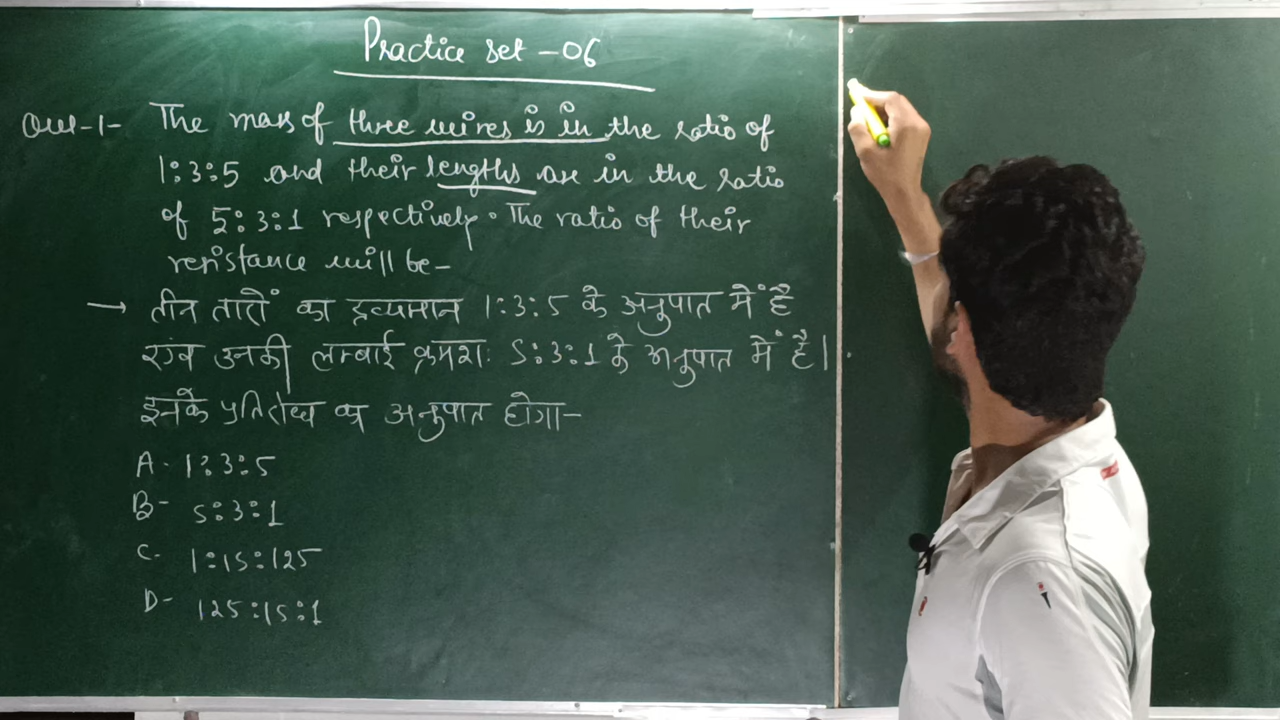 Practice set -06
Que-1- The mass of three wires is in the ratio of
1:3:5 and their lengths are in the ratio
of 5:3:1 respectively. The ratio of their
resistance will be-
→ तीन तारों का द्रव्यमान 1:3:5 के अनुपात में है
एंव उनकी लम्बाई क्रमशः 5:3:1 के अनुपात में है।
इनके प्रतिरोध का अनुपात होगा-
A- 1:3:5
B- 5:3:1
C- 1:15:125
D- 125:15:1